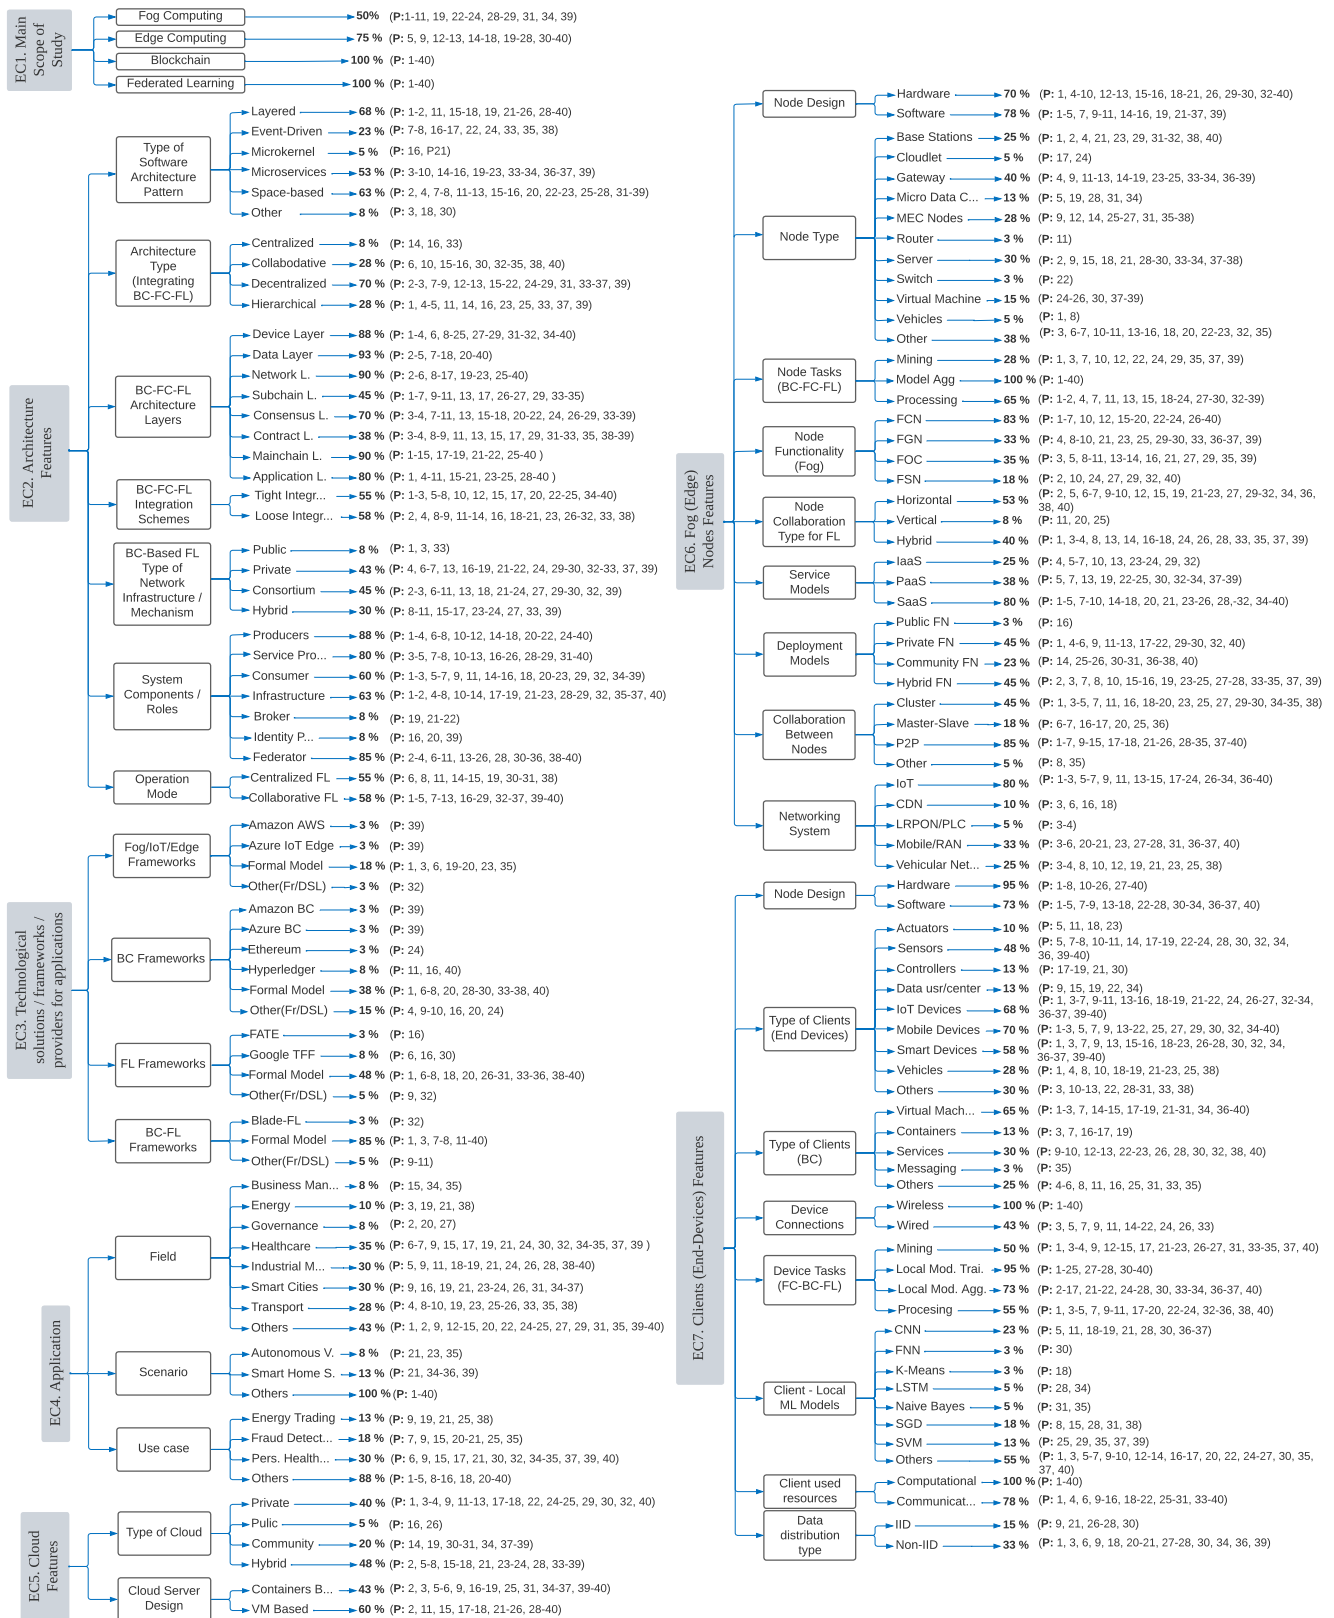 EC1. Main
Scope of
Study
Fog Computing 50% (P:1-11, 19, 22-24, 28-29, 31, 34, 39)
Edge Computing 75 % (P: 5, 9, 12-13, 14-18, 19-28, 30-40)
Blockchain 100 % (P: 1-40)
Federated Learning 100 % (P: 1-40)
EC2. Architecture
Features
Type of
Software
Architecture
Pattern
Layered 68 % (P: 1-2, 11, 15-18, 19, 21-26, 28-40)
Event-Driven 23 % (P: 7-8, 16-17, 22, 24, 33, 35, 38)
Microkernel 5 % (P: 16, P21)
Microservices 53 % (P: 3-10, 14-16, 19-23, 33-34, 36-37, 39)
Space-based 63 % (P: 2, 4, 7-8, 11-13, 15-16, 20, 22-23, 25-28, 31-39)
Other 8 % (P: 3, 18, 30)
Architecture
Type
(Integrating
BC-FC-FL)
Centralized 8 % (P: 14, 16, 33)
Collabodative 28 % (P: 6, 10, 15-16, 30, 32-35, 38, 40)
Decentralized 70 % (P: 2-3, 7-9, 12-13, 15-22, 24-29, 31, 33-37, 39)
Hierarchical 28 % (P: 1, 4-5, 11, 14, 16, 23, 25, 33, 37, 39)
BC-FC-FL
Architecture
Layers
Device Layer 88 % (P: 1-4, 6, 8-25, 27-29, 31-32, 34-40)
Data Layer 93 % (P: 2-5, 7-18, 20-40)
Network L. 90 % (P: 2-6, 8-17, 19-23, 25-40)
Subchain L. 45 % (P: 1-7, 9-11, 13, 17, 26-27, 29, 33-35)
Consensus L. 70 % (P: 3-4, 7-11, 13, 15-18, 20-22, 24, 26-29, 33-39)
Contract L. 38 % (P: 3-4, 8-9, 11, 13, 15, 17, 29, 31-33, 35, 38-39)
Mainchain L. 90 % (P: 1-15, 17-19, 21-22, 25-40 )
Application L. 80 % (P: 1, 4-11, 15-21, 23-25, 28-40 )
BC-FC-FL
Integration
Schemes
Tight Integr... 55 % (P: 1-3, 5-8, 10, 12, 15, 17, 20, 22-25, 34-40)
Loose Integr... 58 % (P: 2, 4, 8-9, 11-14, 16, 18-21, 23, 26-32, 33, 38)
BC-Based FL
Type of
Network
Infrastructure /
Mechanism
Public 8 % (P: 1, 3, 33)
Private 43 % (P: 4, 6-7, 13, 16-19, 21-22, 24, 29-30, 32-33, 37, 39)
Consortium 45 % (P: 2-3, 6-11, 13, 18, 21-24, 27, 29-30, 32, 39)
Hybrid 30 % (P: 8-11, 15-17, 23-24, 27, 33, 39)
System
Components /
Roles
Producers 88 % (P: 1-4, 6-8, 10-12, 14-18, 20-22, 24-40)
Service Pro... 80 % (P: 3-5, 7-8, 10-13, 16-26, 28-29, 31-40)
Consumer 60 % (P: 1-3, 5-7, 9, 11, 14-16, 18, 20-23, 29, 32, 34-39)
Infrastructure 63 % (P: 1-2, 4-8, 10-14, 17-19, 21-23, 28-29, 32, 35-37, 40)
Broker 8 % (P: 19, 21-22)
Identity P... 8 % (P: 16, 20, 39)
Federator 85 % (P: 2-4, 6-11, 13-26, 28, 30-36, 38-40)
Operation
Mode
Centralized FL 55 % (P: 6, 8, 11, 14-15, 19, 30-31, 38)
Collaborative FL 58 % (P: 1-5, 7-13, 16-29, 32-37, 39-40)
EC3. Technological
solutions / frameworks /
providers for applications
Fog/IoT/Edge
Frameworks
Amazon AWS 3 % (P: 39)
Azure IoT Edge 3 % (P: 39)
Formal Model 18 % (P: 1, 3, 6, 19-20, 23, 35)
Other(Fr/DSL) 3 % (P: 32)
BC Frameworks
Amazon BC 3 % (P: 39)
Azure BC 3 % (P: 39)
Ethereum 3 % (P: 24)
Hyperledger 8 % (P: 11, 16, 40)
Formal Model 38 % (P: 1, 6-8, 20, 28-30, 33-38, 40)
Other(Fr/DSL) 15 % (P: 4, 9-10, 16, 20, 24)
FL Frameworks
FATE 3 % (P: 16)
Google TFF 8 % (P: 6, 16, 30)
Formal Model 48 % (P: 1, 6-8, 18, 20, 26-31, 33-36, 38-40)
Other(Fr/DSL) 5 % (P: 9, 32)
BC-FL
Frameworks
Blade-FL 3 % (P: 32)
Formal Model 85 % (P: 1, 3, 7-8, 11-40)
Other(Fr/DSL) 5 % (P: 9-11)
EC4. Application
Field
Business Man... 8 % (P: 15, 34, 35)
Energy 10 % (P: 3, 19, 21, 38)
Governance 8 % (P: 2, 20, 27)
Healthcare 35 % (P: 6-7, 9, 15, 17, 19, 21, 24, 30, 32, 34-35, 37, 39 )
Industrial M... 30 % (P: 5, 9, 11, 18-19, 21, 24, 26, 28, 38-40)
Smart Cities 30 % (P: 9, 16, 19, 21, 23-24, 26, 31, 34-37)
Transport 28 % (P: 4, 8-10, 19, 23, 25-26, 33, 35, 38)
Others 43 % (P: 1, 2, 9, 12-15, 20, 22, 24-25, 27, 29, 31, 35, 39-40)
Scenario
Autonomous V. 8 % (P: 21, 23, 35)
Smart Home S. 13 % (P: 21, 34-36, 39)
Others 100 % (P: 1-40)
Use case
Energy Trading 13 % (P: 9, 19, 21, 25, 38)
Fraud Detect... 18 % (P: 7, 9, 15, 20-21, 25, 35)
Pers. Health... 30 % (P: 6, 9, 15, 17, 21, 30, 32, 34-35, 37, 39, 40)
Others 88 % (P: 1-5, 8-16, 18, 20-40)
EC5. Cloud
Features
Type of Cloud
Private 40 % (P: 1, 3-4, 9, 11-13, 17-18, 22, 24-25, 29, 30, 32, 40)
Pulic 5 % (P: 16, 26)
Community 20 % (P: 14, 19, 30-31, 34, 37-39)
Hybrid 48 % (P: 2, 5-8, 15-18, 21, 23-24, 28, 33-39)
Cloud Server
Design
Containers B... 43 % (P: 2, 3, 5-6, 9, 16-19, 25, 31, 34-37, 39-40)
VM Based 60 % (P: 2, 11, 15, 17-18, 21-26, 28-40)
EC6. Fog (Edge)
Nodes Features
Node Design
Hardware 70 % (P: 1, 4-10, 12-13, 15-16, 18-21, 26, 29-30, 32-40)
Software 78 % (P: 1-5, 7, 9-11, 14-16, 19, 21-37, 39)
Node Type
Base Stations 25 % (P: 1, 2, 4, 21, 23, 29, 31-32, 38, 40)
Cloudlet 5 % (P: 17, 24)
Gateway 40 % (P: 4, 9, 11-13, 14-19, 23-25, 33-34, 36-39)
Micro Data C... 13 % (P: 5, 19, 28, 31, 34)
MEC Nodes 28 % (P: 9, 12, 14, 25-27, 31, 35-38)
Router 3 % (P: 11)
Server 30 % (P: 2, 9, 15, 18, 21, 28-30, 33-34, 37-38)
Switch 3 % (P: 22)
Virtual Machine 15 % (P: 24-26, 30, 37-39)
Vehicles 5 % (P: 1, 8)
Other 38 % (P: 3, 6-7, 10-11, 13-16, 18, 20, 22-23, 32, 35)
Node Tasks
(BC-FC-FL)
Mining 28 % (P: 1, 3, 7, 10, 12, 22, 24, 29, 35, 37, 39)
Model Agg 100 % (P: 1-40)
Processing 65 % (P: 1-2, 4, 7, 11, 13, 15, 18-24, 27-30, 32-39)
Node
Functionality
(Fog)
FCN 83 % (P: 1-7, 10, 12, 15-20, 22-24, 26-40)
FGN 33 % (P: 4, 8-10, 21, 23, 25, 29-30, 33, 36-37, 39)
FOC 35 % (P: 3, 5, 8-11, 13-14, 16, 21, 27, 29, 35, 39)
FSN 18 % (P: 2, 10, 24, 27, 29, 32, 40)
Node
Collaboration
Type for FL
Horizontal 53 % (P: 2, 5, 6-7, 9-10, 12, 15, 19, 21-23, 27, 29-32, 34, 36,
38, 40)
Vertical 8 % (P: 11, 20, 25)
Hybrid 40 % (P: 1, 3-4, 8, 13, 14, 16-18, 24, 26, 28, 33, 35, 37, 39)
Service
Models
IaaS 25 % (P: 4, 5-7, 10, 13, 23-24, 29, 32)
PaaS 38 % (P: 5, 7, 13, 19, 22-25, 30, 32-34, 37-39)
SaaS 80 % (P: 1-5, 7-10, 14-18, 20, 21, 23-26, 28,-32, 34-40)
Deployment
Models
Public FN 3 % (P: 16)
Private FN 45 % (P: 1, 4-6, 9, 11-13, 17-22, 29-30, 32, 40)
Community FN 23 % (P: 14, 25-26, 30-31, 36-38, 40)
Hybrid FN 45 % (P: 2, 3, 7, 8, 10, 15-16, 19, 23-25, 27-28, 33-35, 37, 39)
Collaboration
Between
Nodes
Cluster 45 % (P: 1, 3-5, 7, 11, 16, 18-20, 23, 25, 27, 29-30, 34-35, 38)
Master-Slave 18 % (P: 6-7, 16-17, 20, 25, 36)
P2P 85 % (P: 1-7, 9-15, 17-18, 21-26, 28-35, 37-40)
Other 5 % (P: 8, 35)
Networking
System
IoT 80 % (P: 1-3, 5-7, 9, 11, 13-15, 17-24, 26-34, 36-40)
CDN 10 % (P: 3, 6, 16, 18)
LRPON/PLC 5 % (P: 3-4)
Mobile/RAN 33 % (P: 3-6, 20-21, 23, 27-28, 31, 36-37, 40)
Vehicular Net... 25 % (P: 3-4, 8, 10, 12, 19, 21, 23, 25, 38)
EC7. Clients (End-Devices) Features
Node Design
Hardware 95 % (P: 1-8, 10-26, 27-40)
Software 73 % (P: 1-5, 7-9, 13-18, 22-28, 30-34, 36-37, 40)
Type of Clients
(End Devices)
Actuators 10 % (P: 5, 11, 18, 23)
Sensors 48 % (P: 5, 7-8, 10-11, 14, 17-19, 22-24, 28, 30, 32, 34,
36, 39-40)
Controllers 13 % (P: 17-19, 21, 30)
Data usr/center 13 % (P: 9, 15, 19, 22, 34)
IoT Devices 68 % (P: 1, 3-7, 9-11, 13-16, 18-19, 21-22, 24, 26-27, 32-34,
36-37, 39-40)
Mobile Devices 70 % (P: 1-3, 5, 7, 9, 13-22, 25, 27, 29, 30, 32, 34-40)
Smart Devices 58 % (P: 1, 3, 7, 9, 13, 15-16, 18-23, 26-28, 30, 32, 34,
36-37, 39-40)
Vehicles 28 % (P: 1, 4, 8, 10, 18-19, 21-23, 25, 38)
Others 30 % (P: 3, 10-13, 22, 28-31, 33, 38)
Type of Clients
(BC)
Virtual Mach... 65 % (P: 1-3, 7, 14-15, 17-19, 21-31, 34, 36-40)
Containers 13 % (P: 3, 7, 16-17, 19)
Services 30 % (P: 9-10, 12-13, 22-23, 26, 28, 30, 32, 38, 40)
Messaging 3 % (P: 35)
Others 25 % (P: 4-6, 8, 11, 16, 25, 31, 33, 35)
Device
Connections
Wireless 100 % (P: 1-40)
Wired 43 % (P: 3, 5, 7, 9, 11, 14-22, 24, 26, 33)
Device Tasks
(FC-BC-FL)
Mining 50 % (P: 1, 3-4, 9, 12-15, 17, 21-23, 26-27, 31, 33-35, 37, 40)
Local Mod. Trai. 95 % (P: 1-25, 27-28, 30-40)
Local Mod. Agg. 73 % (P: 2-17, 21-22, 24-28, 30, 33-34, 36-37, 40)
Procesing 55 % (P: 1, 3-5, 7, 9-11, 17-20, 22-24, 32-36, 38, 40)
Client - Local
ML Models
CNN 23 % (P: 5, 11, 18-19, 21, 28, 30, 36-37)
FNN 3 % (P: 30)
K-Means 3 % (P: 18)
LSTM 5 % (P: 28, 34)
Naive Bayes 5 % (P: 31, 35)
SGD 18 % (P: 8, 15, 28, 31, 38)
SVM 13 % (P: 25, 29, 35, 37, 39)
Others 55 % (P: 1, 3, 5-7, 9-10, 12-14, 16-17, 20, 22, 24-27, 30, 35,
37, 40)
Client used
resources
Computational 100 % (P: 1-40)
Communicat... 78 % (P: 1, 4, 6, 9-16, 18-22, 25-31, 33-40)
Data
distribution
type
IID 15 % (P: 9, 21, 26-28, 30)
Non-IID 33 % (P: 1, 3, 6, 9, 18, 20-21, 27-28, 30, 34, 36, 39)